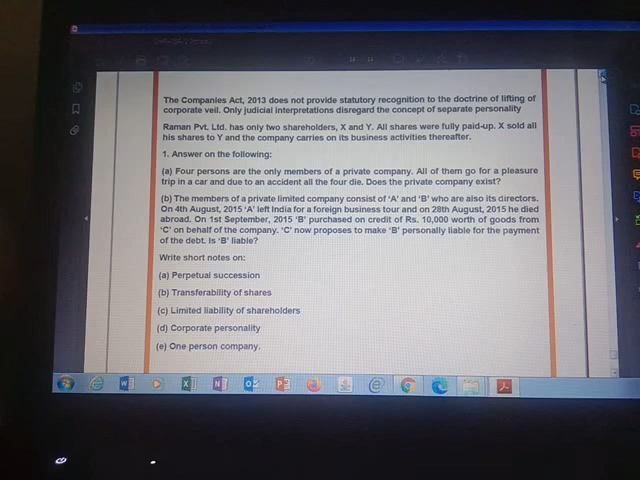 The Companies Act, 2013 does not provide statutory recognition to the doctrine of lifting of
corporate veil. Only judicial interpretations disregard the concept of separate personality
Raman Pvt. Ltd. has only two shareholders, X and Y. All shares were fully paid-up. X sold all
his shares to Y and the company carries on its business activities thereafter.
1. Answer on the following:
(a) Four persons are the only members of a private company. All of them go for a pleasure
trip in a car and due to an accident all the four die. Does the private company exist?
(b) The members of a private limited company consist of 'A' and 'B' who are also its directors.
On 4th August, 2015 'A' left India for a foreign business tour and on 28th August, 2015 he died
abroad. On 1st September, 2015 'B' purchased on credit of Rs. 10,000 worth of goods from
'C' on behalf of the company. 'C' now proposes to make 'B' personally liable for the payment
of the debt. Is 'B' liable?
Write short notes on:
(a) Perpetual succession
(b) Transferability of shares
(c) Limited liability of shareholders
(d) Corporate personality
(e) One person company.